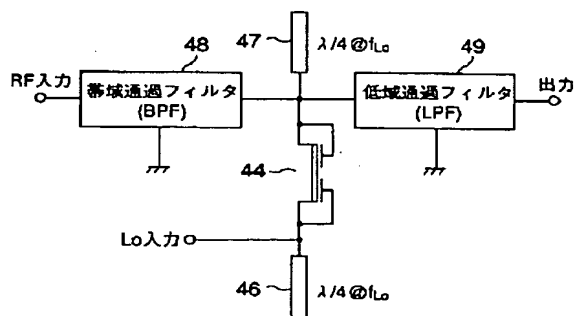 47
λ/4@fLo
48
49
RF入力
帯域通過フィルタ
(BPF)
低域通過フィルタ
(LPF)
出力
44
Lo入力
46
λ/4@fLo